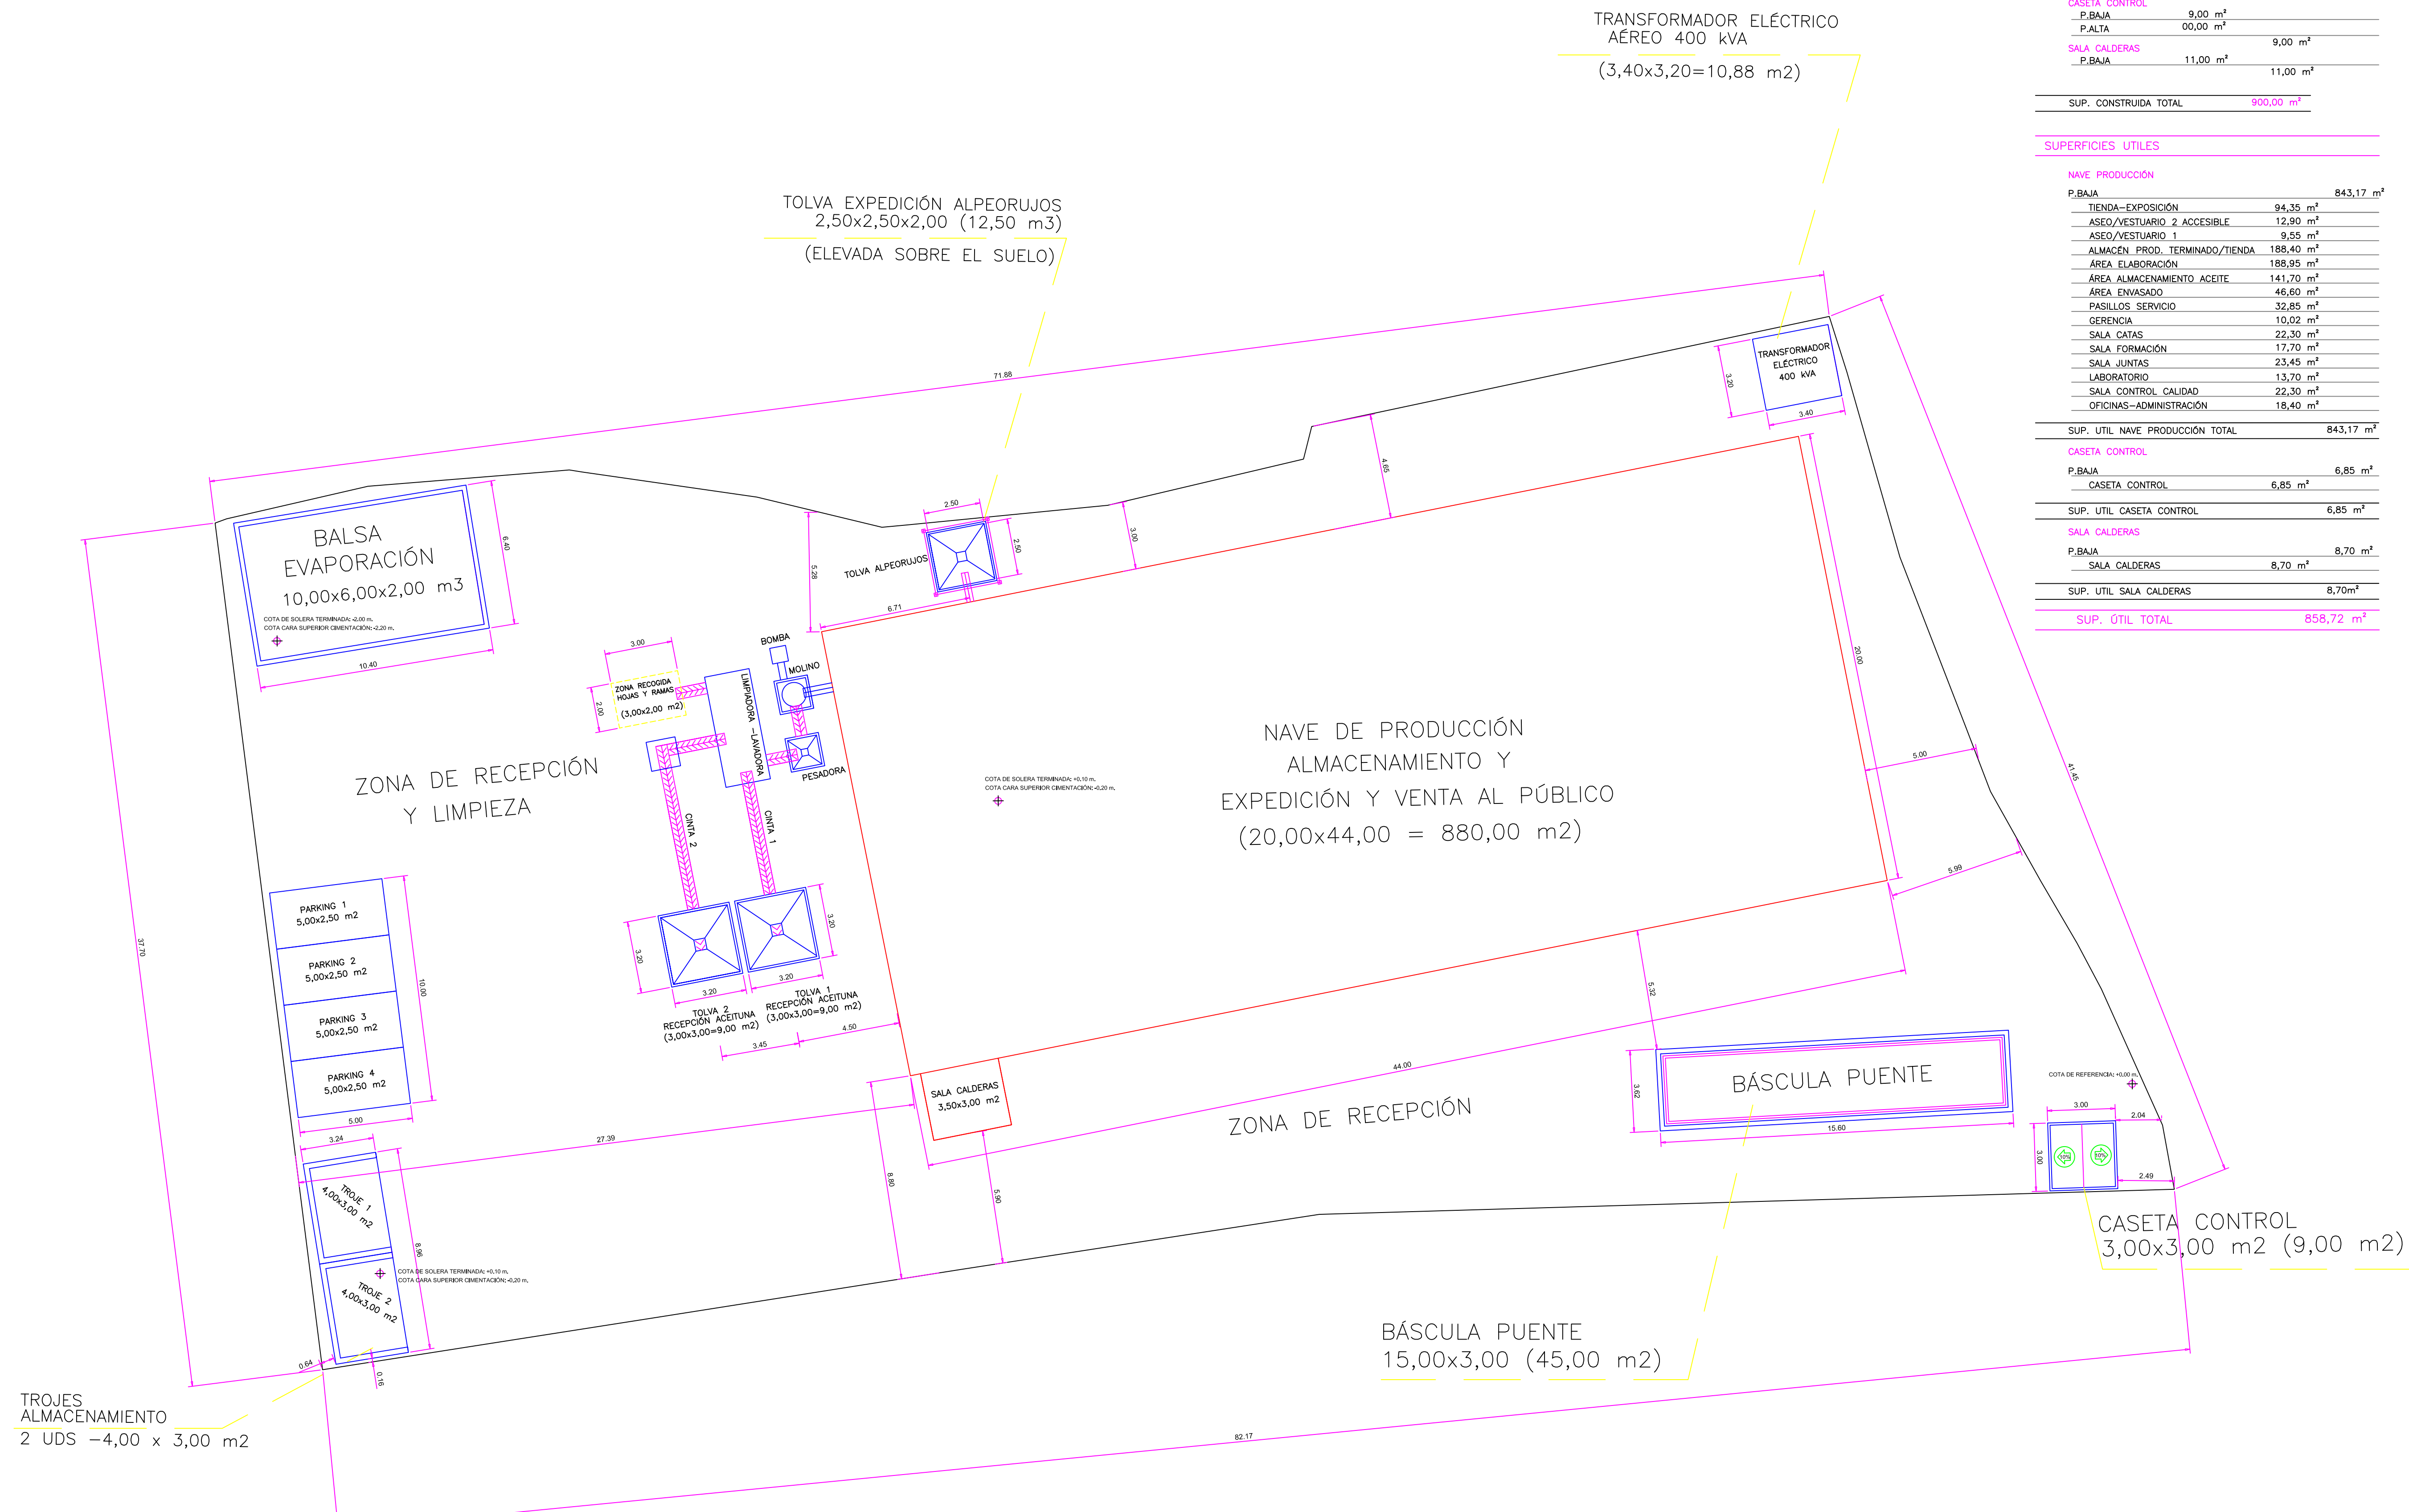 TRANSFORMADOR ELÉCTRICO
AÉREO 400 kVA
(3,40x3,20=10,88 m2)
CASETA CONTROL
P.BAJA 9,00 m²
P.ALTA 00,00 m²
9,00 m²
SALA CALDERAS
P.BAJA 11,00 m²
11,00 m²
SUP. CONSTRUIDA TOTAL 900,00 m²
SUPERFICIES UTILES
NAVE PRODUCCIÓN
P.BAJA 843,17 m²
TIENDA-EXPOSICIÓN 94,35 m²
ASEO/VESTUARIO 2 ACCESIBLE 12,90 m²
ASEO/VESTUARIO 1 9,55 m²
ALMACÉN PROD. TERMINADO/TIENDA 188,40 m²
ÁREA ELABORACIÓN 188,95 m²
ÁREA ALMACENAMIENTO ACEITE 141,70 m²
ÁREA ENVASADO 46,60 m²
PASILLOS SERVICIO 32,85 m²
GERENCIA 10,02 m²
SALA CATAS 22,30 m²
SALA FORMACIÓN 17,70 m²
SALA JUNTAS 23,45 m²
LABORATORIO 13,70 m²
SALA CONTROL CALIDAD 22,30 m²
OFICINAS-ADMINISTRACIÓN 18,40 m²
SUP. UTIL NAVE PRODUCCIÓN TOTAL 843,17 m²
CASETA CONTROL
P.BAJA 6,85 m²
CASETA CONTROL 6,85 m²
SUP. UTIL CASETA CONTROL 6,85 m²
SALA CALDERAS
P.BAJA 8,70 m²
SALA CALDERAS 8,70 m²
SUP. UTIL SALA CALDERAS 8,70m²
SUP. ÚTIL TOTAL 858,72 m²
TOLVA EXPEDICIÓN ALPEORUJOS
2,50x2,50x2,00 (12,50 m3)
(ELEVADA SOBRE EL SUELO)
71.88
TRANSFORMADOR
ELÉCTRICO
400 kVA
3.20
3.40
4.65
3.00
2.50
2.50
TOLVA ALPEORUJOS
5.28
6.71
BALSA
EVAPORACIÓN
10,00x6,00x2,00 m3
COTA DE SOLERA TERMINADA: -2,00 m.
COTA CARA SUPERIOR CIMENTACIÓN: -2,20 m.
6.40
10.40
3.00
2.00
ZONA RECOGIDA
HOJAS Y RAMAS
(3,00x2,00 m2)
LIMPIADORA -LAVADORA
BOMBA
MOLINO
PESADORA
CINTA 2
CINTA 1
ZONA DE RECEPCIÓN
Y LIMPIEZA
COTA DE SOLERA TERMINADA: +0,10 m.
COTA CARA SUPERIOR CIMENTACIÓN: -0,20 m.
NAVE DE PRODUCCIÓN
ALMACENAMIENTO Y
EXPEDICIÓN Y VENTA AL PÚBLICO
(20,00x44,00 = 880,00 m2)
20.00
5.00
41.45
5.99
37.70
PARKING 1
5,00x2,50 m2
PARKING 2
5,00x2,50 m2
PARKING 3
5,00x2,50 m2
PARKING 4
5,00x2,50 m2
10.00
5.00
3.20
3.20
3.20
3.20
TOLVA 2
RECEPCIÓN ACEITUNA
(3,00x3,00=9,00 m2)
TOLVA 1
RECEPCIÓN ACEITUNA
(3,00x3,00=9,00 m2)
3.45
4.50
5.32
44.00
SALA CALDERAS
3,50x3,00 m2
27.39
8.80
5.90
ZONA DE RECEPCIÓN
BÁSCULA PUENTE
3.62
15.60
COTA DE REFERENCIA: +0,00 m.
3.00
2.04
3.00
2.49
10%
10%
3.24
TROJE 1
4,00x3,00 m2
TROJE 2
4,00x3,00 m2
8.96
COTA DE SOLERA TERMINADA: +0,10 m.
COTA CARA SUPERIOR CIMENTACIÓN: -0,20 m.
0.64
0.16
CASETA CONTROL
3,00x3,00 m2 (9,00 m2)
BÁSCULA PUENTE
15,00x3,00 (45,00 m2)
TROJES
ALMACENAMIENTO
2 UDS -4,00 x 3,00 m2
82.17